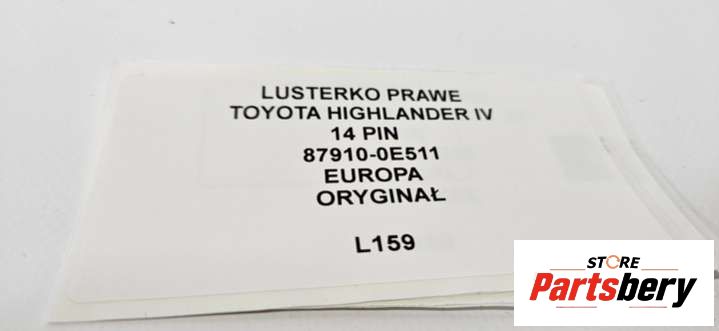 LUSTERKO PRAWE
TOYOTA HIGHLANDER IV
14 PIN
87910-0E511
EUROPA
ORYGINAŁ
L159
STORE
Partsbery